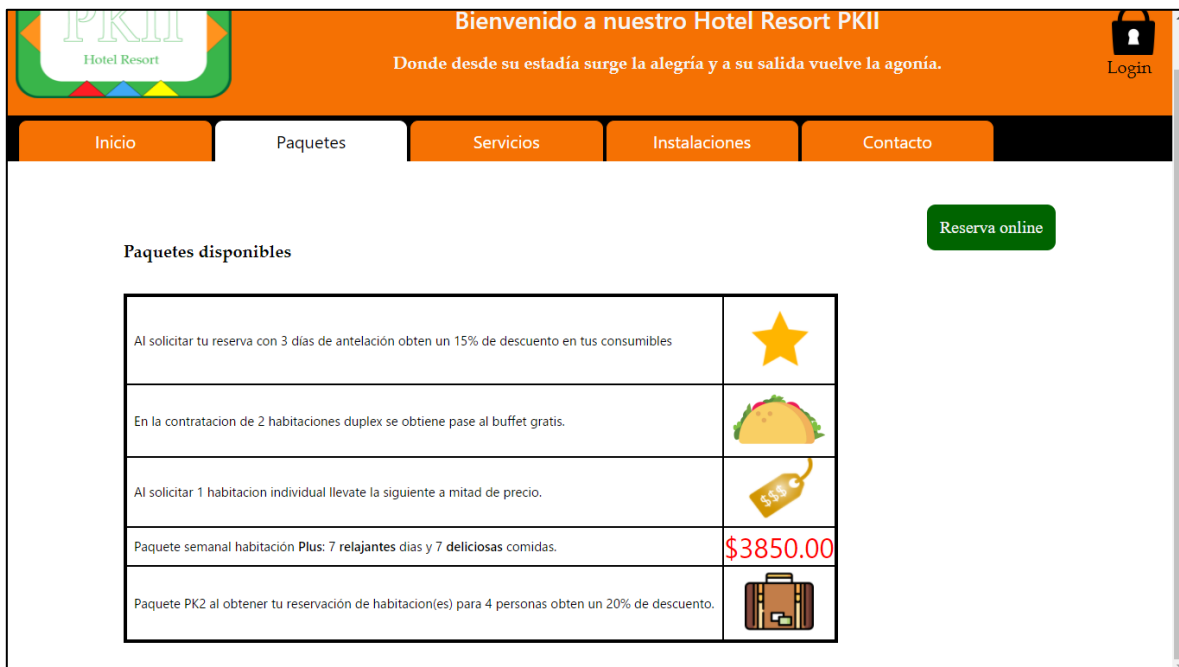 PKII
Hotel Resort
Bienvenido a nuestro Hotel Resort PKII
Donde desde su estadía surge la alegría y a su salida vuelve la agonía.
Login
Inicio
Paquetes
Servicios
Instalaciones
Contacto
Reserva online
Paquetes disponibles
Al solicitar tu reserva con 3 días de antelación obten un 15% de descuento en tus consumibles
En la contratacion de 2 habitaciones duplex se obtiene pase al buffet gratis.
Al solicitar 1 habitacion individual llevate la siguiente a mitad de precio.
$$$
Paquete semanal habitación Plus: 7 relajantes dias y 7 deliciosas comidas.
$3850.00
Paquete PK2 al obtener tu reservación de habitacion(es) para 4 personas obten un 20% de descuento.